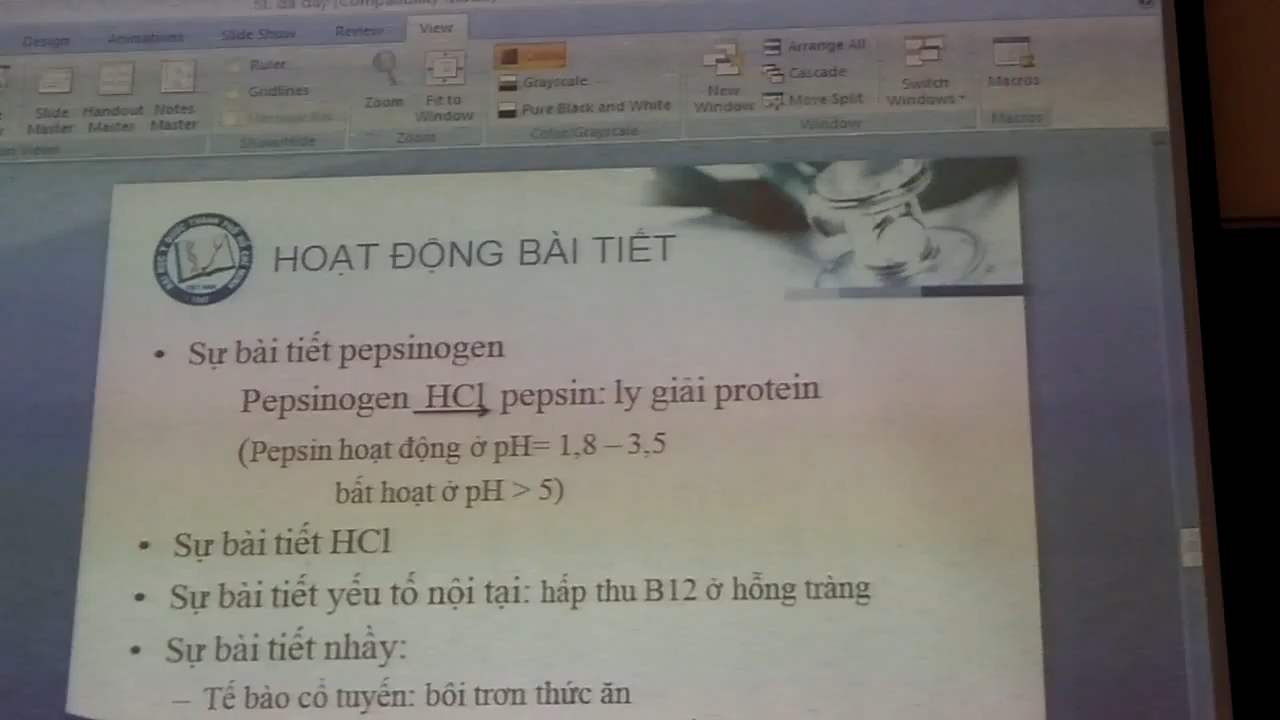 Design Animations Slide Show Review View
Ruler
Gridlines
Slide Master
Handout Master
Notes Master
Show/Hide
Zoom
Fit to Window
Zoom
Grayscale
Pure Black and White
Color/Grayscale
New Window
Arrange All
Cascade
Move Split
Window
Switch Windows
Macros
Macros
HOẠT ĐỘNG BÀI TIẾT
• Sự bài tiết pepsinogen
Pepsinogen HCl pepsin: ly giải protein
(Pepsin hoạt động ở pH= 1,8 – 3,5
bất hoạt ở pH > 5)
• Sự bài tiết HCl
• Sự bài tiết yếu tố nội tại: hấp thu B12 ở hỗng tràng
• Sự bài tiết nhầy:
– Tế bào cổ tuyến: bôi trơn thức ăn